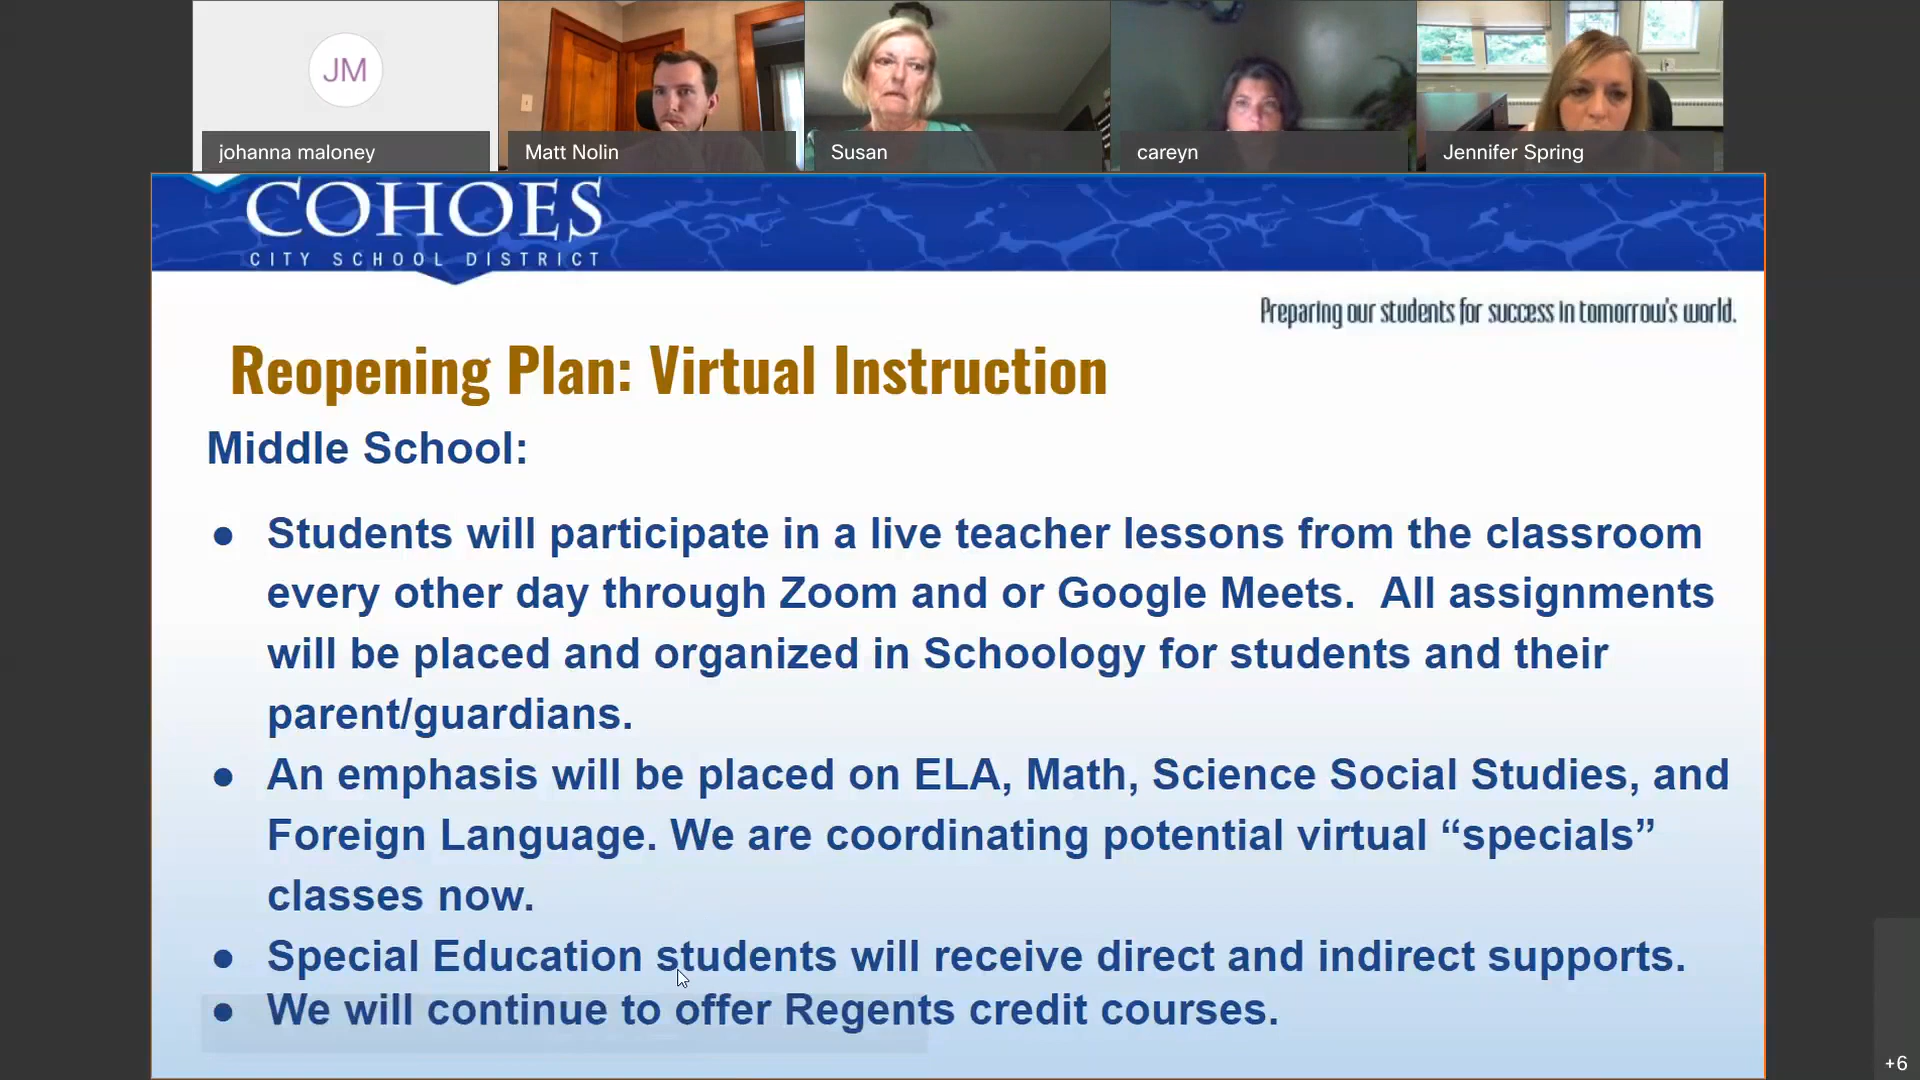 JM
johanna maloney
Matt Nolin
Susan
careyn
Jennifer Spring
COHOES
CITY SCHOOL DISTRICT
Preparing our students for success in tomorrow's world.
Reopening Plan: Virtual Instruction
Middle School:
● Students will participate in a live teacher lessons from the classroom
every other day through Zoom and or Google Meets.  All assignments
will be placed and organized in Schoology for students and their
parent/guardians.
● An emphasis will be placed on ELA, Math, Science Social Studies, and
Foreign Language. We are coordinating potential virtual “specials”
classes now.
● Special Education students will receive direct and indirect supports.
● We will continue to offer Regents credit courses.
+6